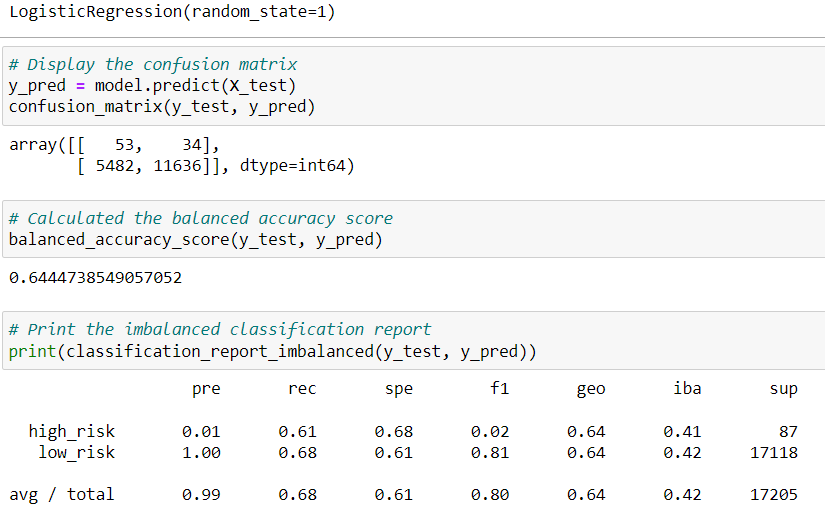 LogisticRegression(random_state=1)
# Display the confusion matrix
y_pred = model.predict(X_test)
confusion_matrix(y_test, y_pred)
array([[   53,    34],
       [ 5482, 11636]], dtype=int64)
# Calculated the balanced accuracy score
balanced_accuracy_score(y_test, y_pred)
0.6444738549057052
# Print the imbalanced classification report
print(classification_report_imbalanced(y_test, y_pred))
pre rec spe f1 geo iba sup
high_risk 0.01 0.61 0.68 0.02 0.64 0.41 87
low_risk 1.00 0.68 0.61 0.81 0.64 0.42 17118
avg / total 0.99 0.68 0.61 0.80 0.64 0.42 17205